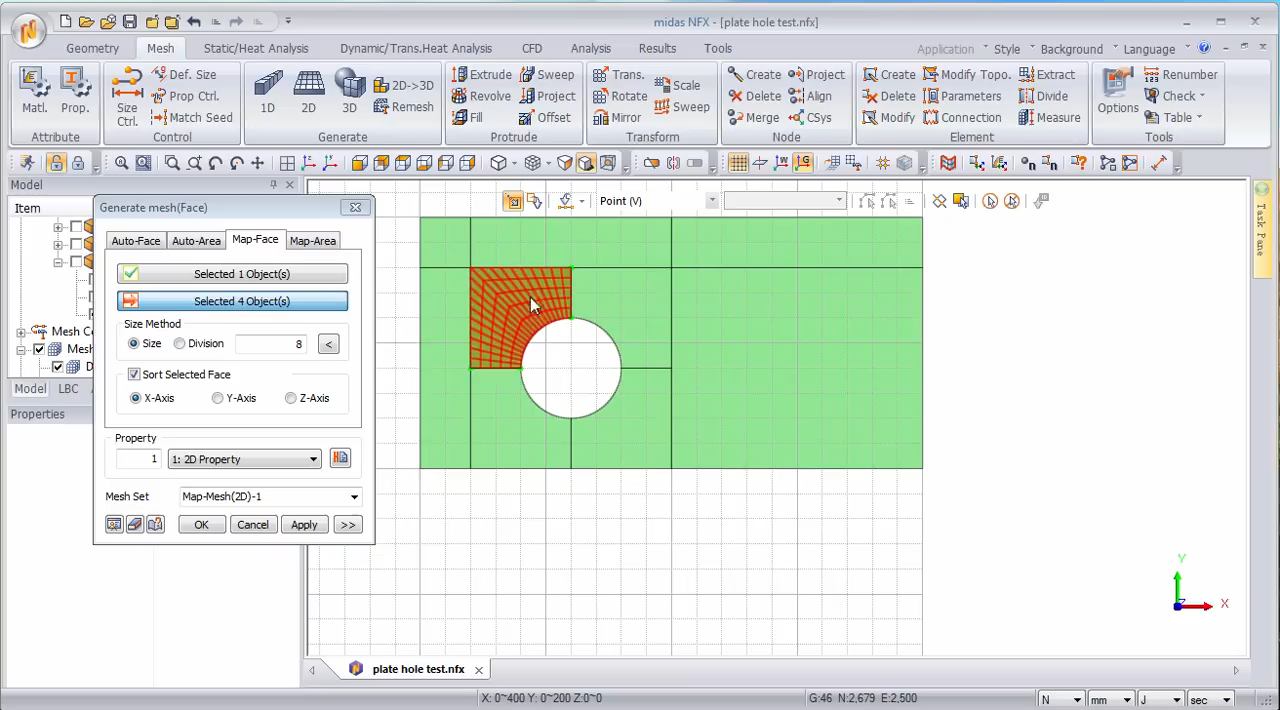 midas NFX - [plate hole test.nfx]
Geometry Mesh Static/Heat Analysis Dynamic/Trans.Heat Analysis CFD Analysis Results Tools Application Style Background Language
Def. Size Extrude Sweep Trans. Scale Create Project Create Modify Topo. Extract Renumber
Matl. Prop. Size Ctrl. Prop Ctrl. 1D 2D 3D 2D->3D Revolve Project Rotate Sweep Delete Align Delete Parameters Divide Options Check
Match Seed Remesh Fill Offset Mirror Merge CSys Modify Connection Measure Table
Attribute Control Generate Protrude Transform Node Element Tools
Model
Item
Generate mesh(Face)
Point (V)
Task Pane
Auto-Face Auto-Area Map-Face Map-Area
Selected 1 Object(s)
Selected 4 Object(s)
Size Method
Size Division 8 <
Mesh Co
Mesh
D
Sort Selected Face
X-Axis Y-Axis Z-Axis
Model LBC
Properties
Property
1 1: 2D Property
Mesh Set Map-Mesh(2D)-1
OK Cancel Apply >>
Y
Z
X
plate hole test.nfx
X: 0~400 Y: 0~200 Z:0~0 G:46 N:2,679 E:2,500 N mm J sec